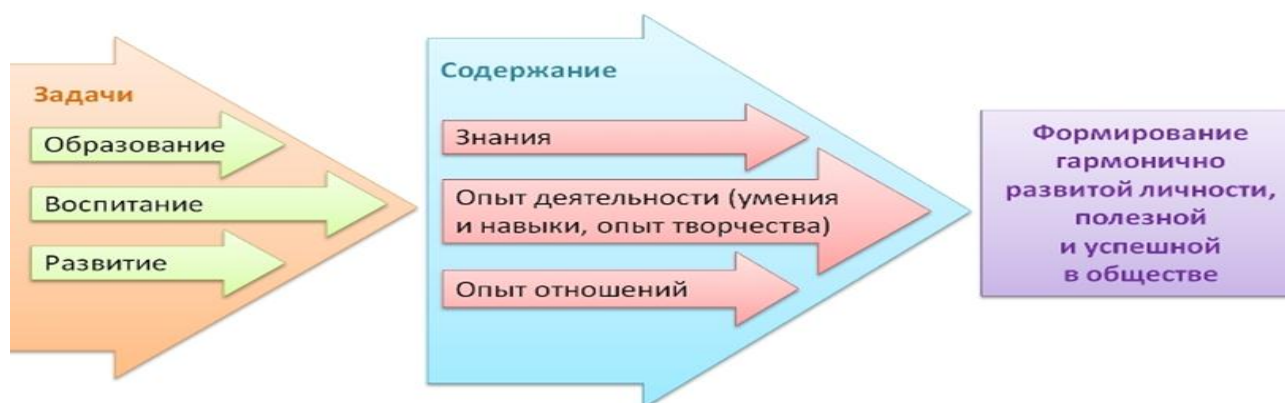 Задачи
Образование
Воспитание
Развитие
Содержание
Знания
Опыт деятельности (умения
и навыки, опыт творчества)
Опыт отношений
Формирование
гармонично
развитой личности,
полезной
и успешной
в обществе